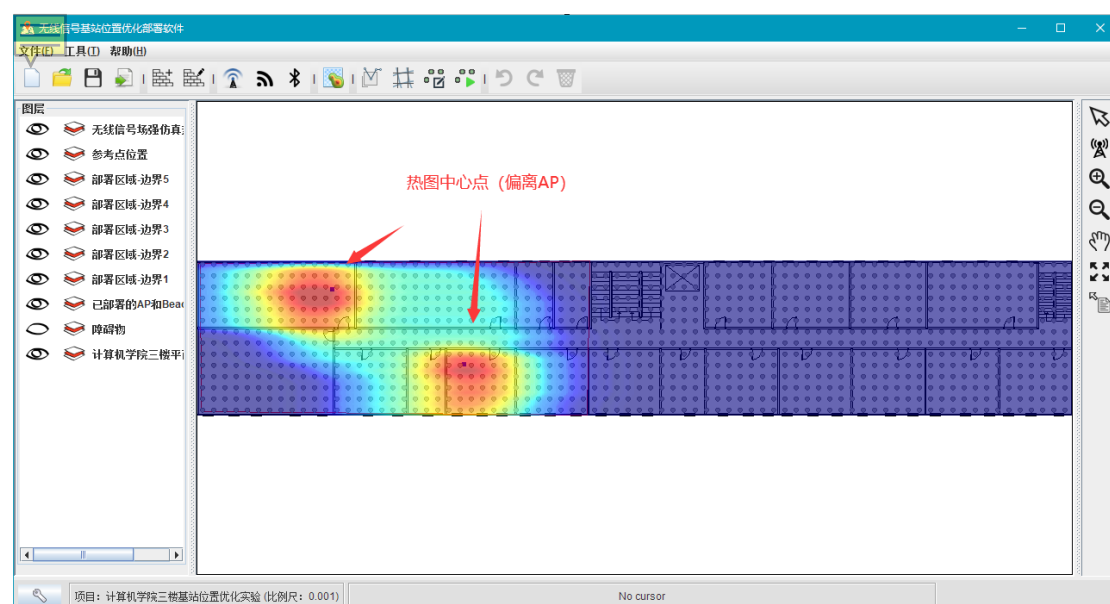 无线信号基站位置优化部署软件
文件(F) 工具(T) 帮助(H)
图层
无线信号场强仿真
参考点位置
部署区域-边界5
部署区域-边界4
部署区域-边界3
部署区域-边界2
部署区域-边界1
已部署的AP和Bea
障碍物
计算机学院三楼平
热图中心点（偏离AP）
项目：计算机学院三楼基站位置优化实验 (比例尺：0.001)
No cursor